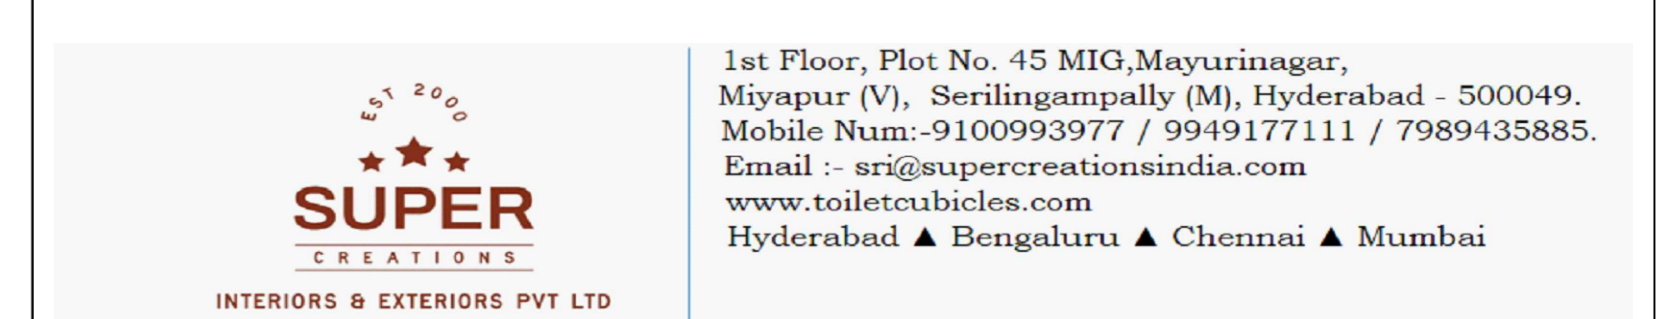 EST 2000
SUPER
CREATIONS
INTERIORS & EXTERIORS PVT LTD
1st Floor, Plot No. 45 MIG,Mayurinagar,
Miyapur (V), Serilingampally (M), Hyderabad - 500049.
Mobile Num:-9100993977 / 9949177111 / 7989435885.
Email :- sri@supercreationsindia.com
www.toiletcubicles.com
Hyderabad ▲ Bengaluru ▲ Chennai ▲ Mumbai